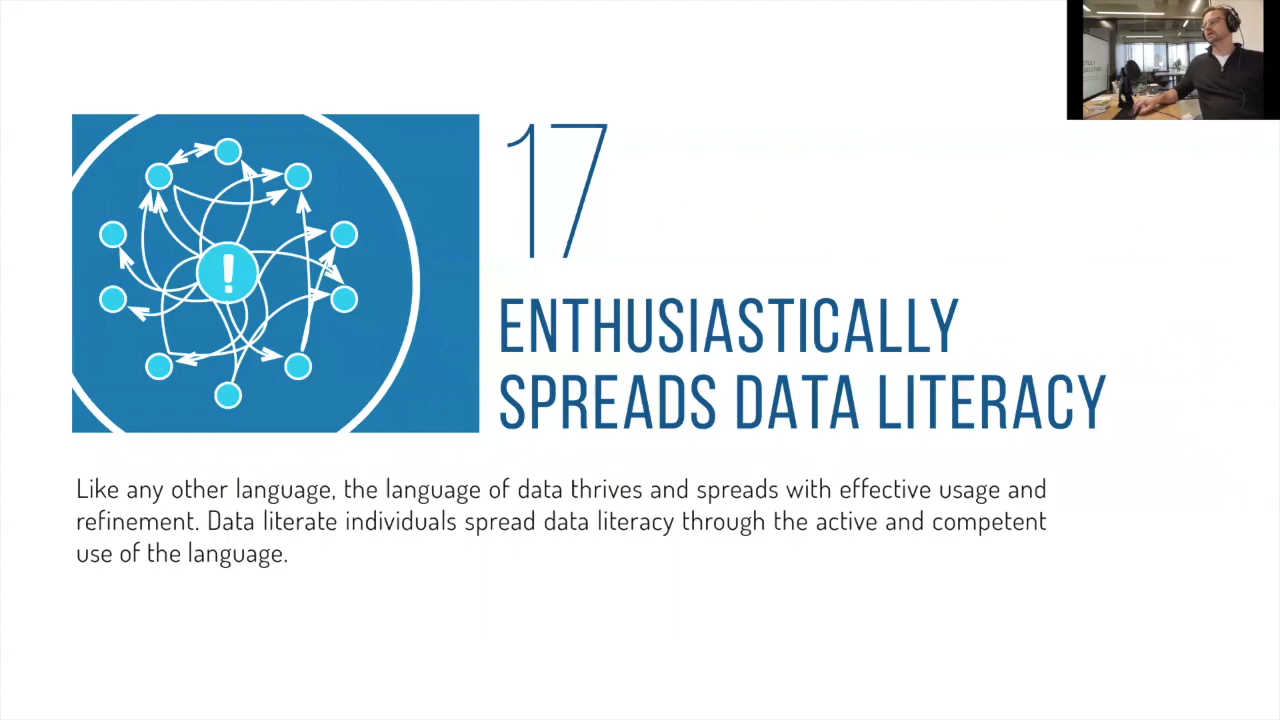 !
17
ENTHUSIASTICALLY
SPREADS DATA LITERACY
Like any other language, the language of data thrives and spreads with effective usage and
refinement. Data literate individuals spread data literacy through the active and competent
use of the language.